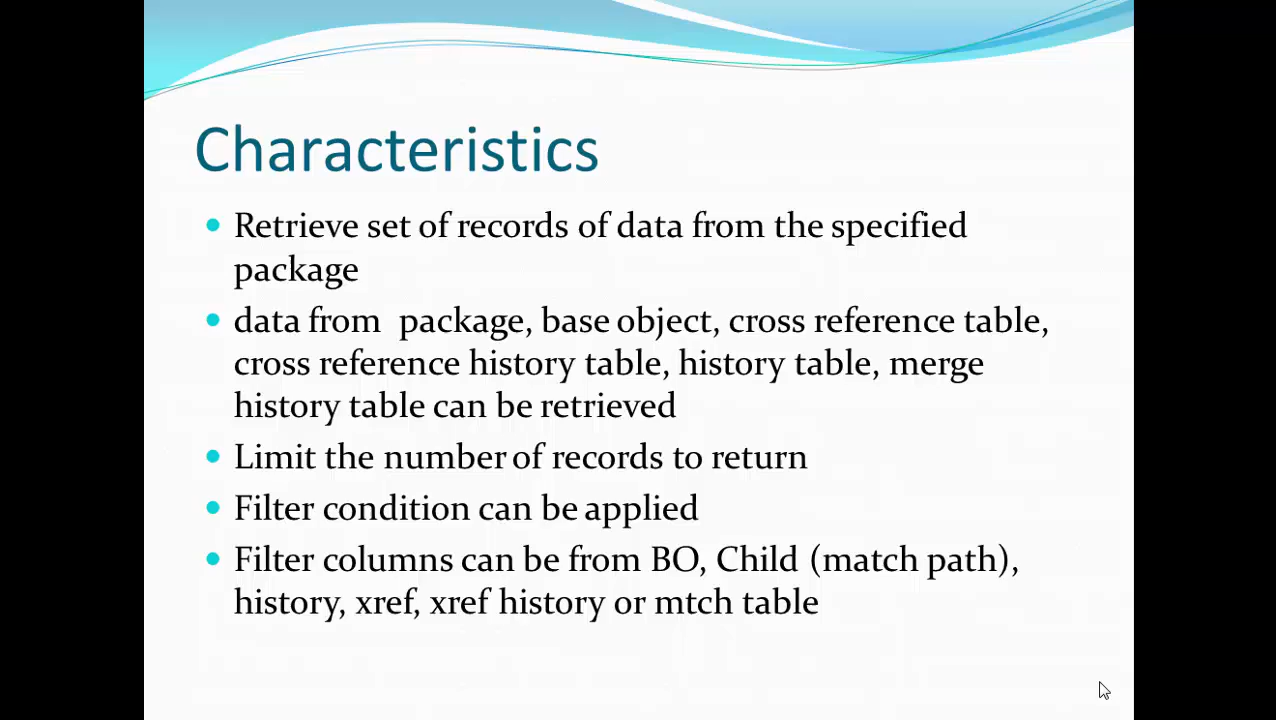 Characteristics
Retrieve set of records of data from the specified
package
data from package, base object, cross reference table,
cross reference history table, history table, merge
history table can be retrieved
Limit the number of records to return
Filter condition can be applied
Filter columns can be from BO, Child (match path),
history, xref, xref history or mtch table